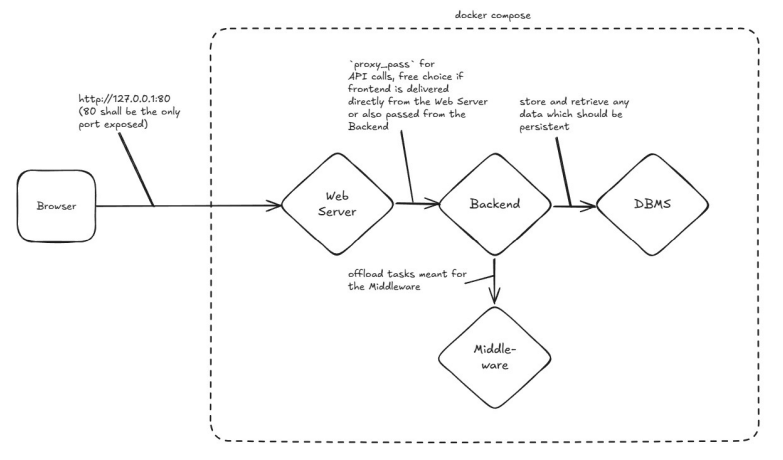 docker compose
`proxy_pass` for
API calls, free choice if
frontend is delivered
directly from the Web Server
or also passed from the
Backend
http://127.0.0.1:80
(80 shall be the only
port exposed)
store and retrieve any
data which should be
persistent
Browser
Web
Server
Backend
DBMS
offload tasks meant for
the Middleware
Middle-
ware